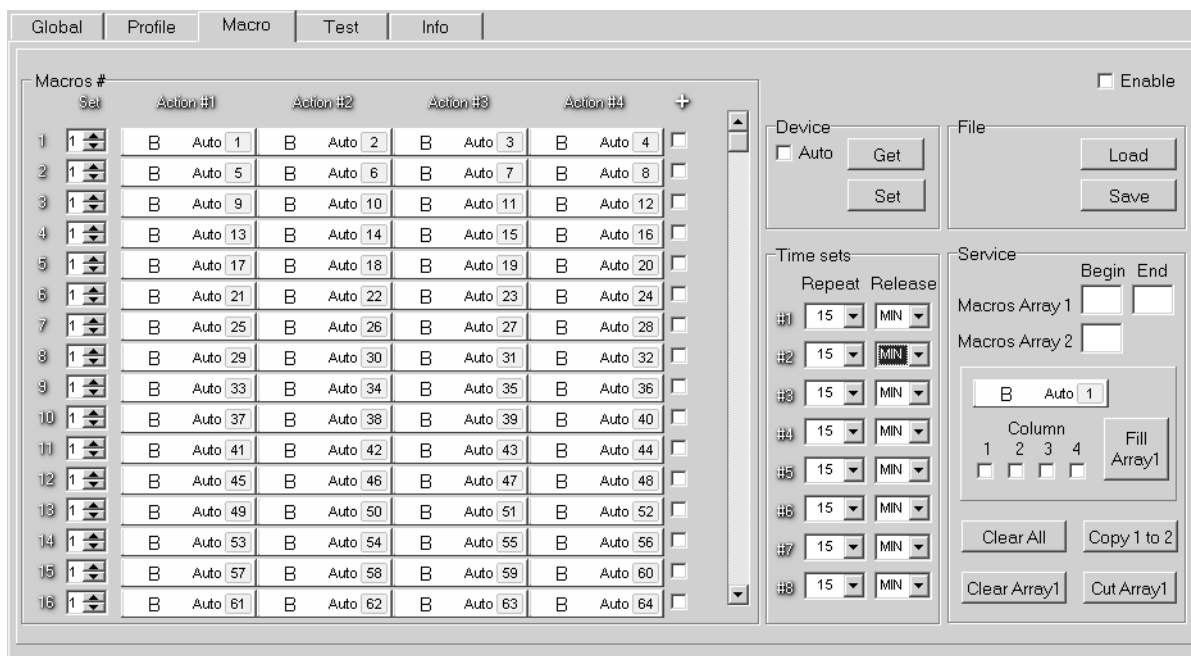 Global Profile Macro Test Info
Enable
Macros #
Set Action #1 Action #2 Action #3 Action #4 +
1 1 B Auto 1 B Auto 2 B Auto 3 B Auto 4
2 1 B Auto 5 B Auto 6 B Auto 7 B Auto 8
3 1 B Auto 9 B Auto 10 B Auto 11 B Auto 12
4 1 B Auto 13 B Auto 14 B Auto 15 B Auto 16
5 1 B Auto 17 B Auto 18 B Auto 19 B Auto 20
6 1 B Auto 21 B Auto 22 B Auto 23 B Auto 24
7 1 B Auto 25 B Auto 26 B Auto 27 B Auto 28
8 1 B Auto 29 B Auto 30 B Auto 31 B Auto 32
9 1 B Auto 33 B Auto 34 B Auto 35 B Auto 36
10 1 B Auto 37 B Auto 38 B Auto 39 B Auto 40
11 1 B Auto 41 B Auto 42 B Auto 43 B Auto 44
12 1 B Auto 45 B Auto 46 B Auto 47 B Auto 48
13 1 B Auto 49 B Auto 50 B Auto 51 B Auto 52
14 1 B Auto 53 B Auto 54 B Auto 55 B Auto 56
15 1 B Auto 57 B Auto 58 B Auto 59 B Auto 60
16 1 B Auto 61 B Auto 62 B Auto 63 B Auto 64
Device
Auto Get
Set
File
Load
Save
Time sets
Repeat Release
#1 15 MIN
#2 15 MIN
#3 15 MIN
#4 15 MIN
#5 15 MIN
#6 15 MIN
#7 15 MIN
#8 15 MIN
Service
Begin End
Macros Array 1
Macros Array 2
B Auto 1
Column
1 2 3 4
Fill
Array1
Clear All Copy 1 to 2
Clear Array1 Cut Array1